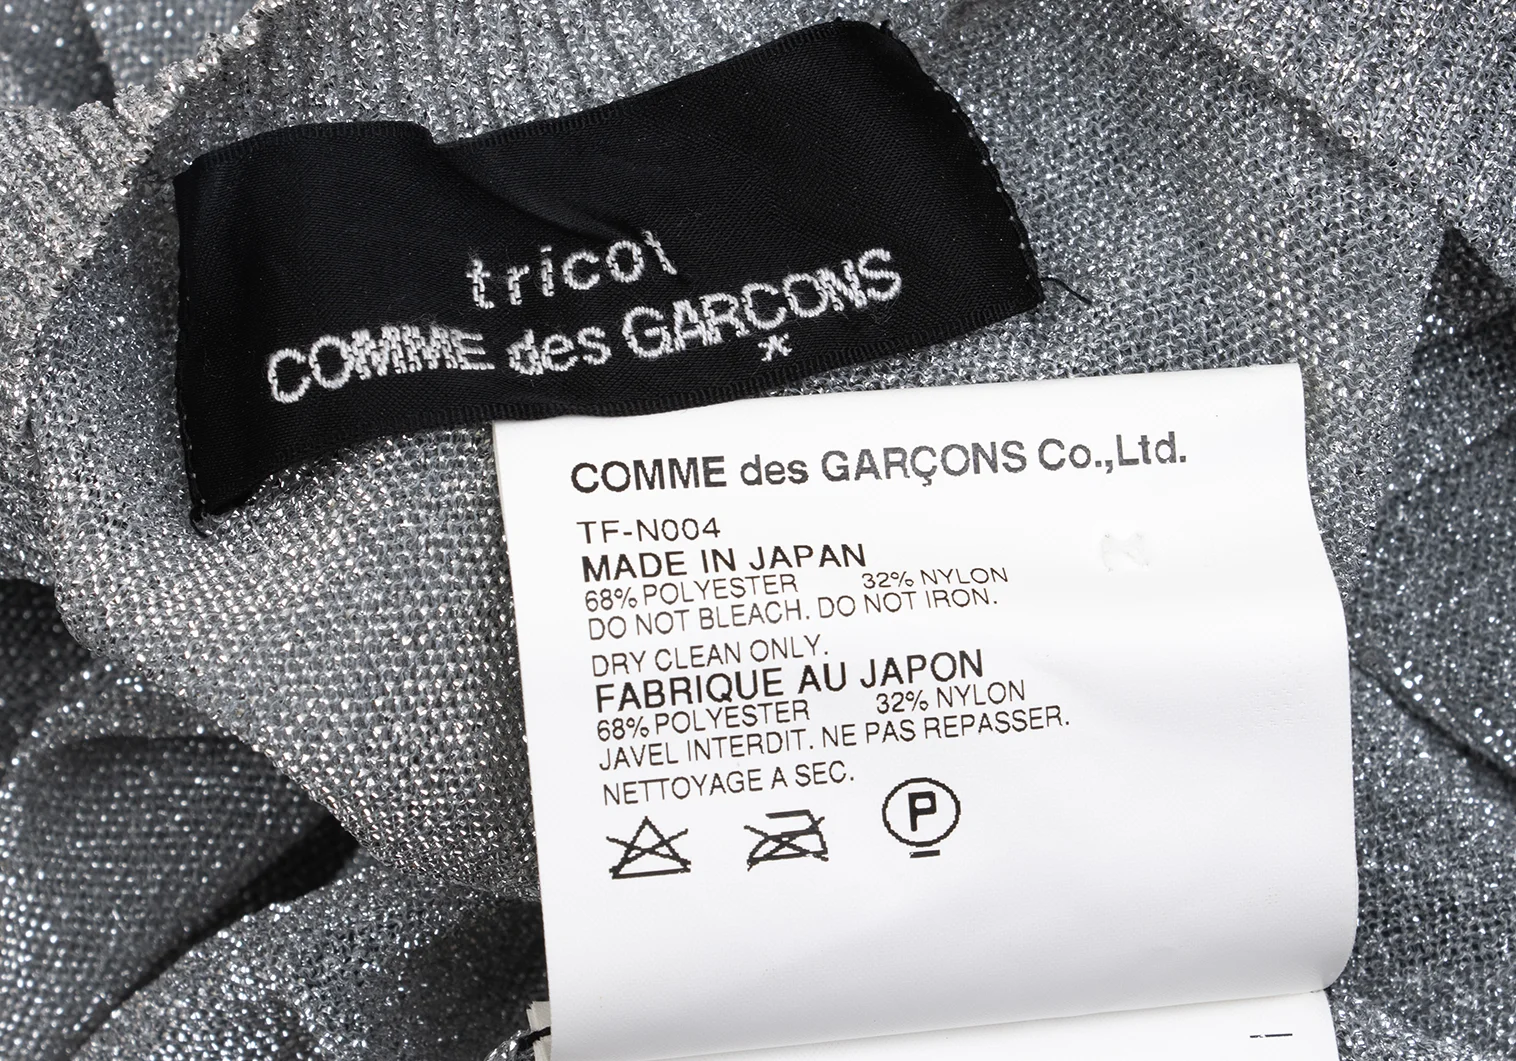 tricot
COMME des GARCONS
COMME des GARÇONS Co.,Ltd.
TF-N004
MADE IN JAPAN
68% POLYESTER 32% NYLON
DO NOT BLEACH. DO NOT IRON.
DRY CLEAN ONLY.
FABRIQUE AU JAPON
68% POLYESTER 32% NYLON
JAVEL INTERDIT. NE PAS REPASSER.
NETTOYAGE A SEC.
P